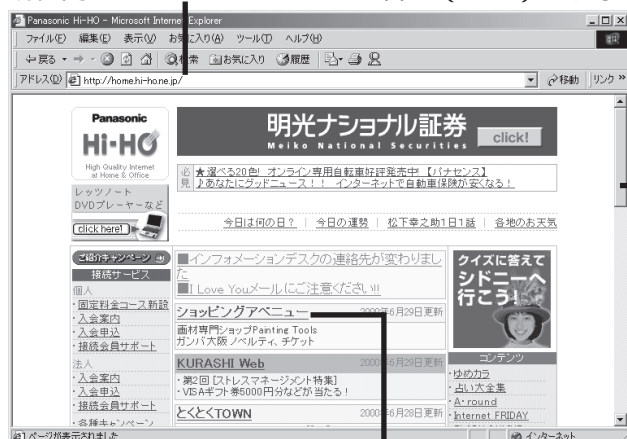 Panasonic Hi-HO - Microsoft Internet Explorer
ファイル(F) 編集(E) 表示(V) お気に入り(A) ツール(T) ヘルプ(H)
戻る 検索 お気に入り 履歴
アドレス(D) http://home.hi-ho.ne.jp/ 移動 リンク »
Panasonic
Hi-HO
High Quality Internet
at Home & Office
明光ナショナル証券
Meiko National Securities
click!
必見
★選べる20色! オンライン専用自転車好評発売中 【パナセンス】
♪あなたにグッドニュース!! インターネットで自動車保険が安くなる!
レッツノート
DVDプレーヤーなど
click here!
今日は何の日? | 今日の運勢 | 松下幸之助1日1話 | 各地のお天気
ご紹介キャンペーン
接続サービス
個人
・固定料金コース新設
・入会案内
・入会申込
・接続会員サポート
法人
・入会案内
・入会申込
・接続会員サポート
・各種キャンペーン
■インフォメーションデスクの連絡先が変わりました
■I Love Youメールにご注意ください!!
ショッピングアベニュー 2000年6月29日更新
画材専門ショップPainting Tools
ガンバ大阪 ノベルティ、チケット
KURASHI Web 2000年6月29日更新
・第2回 [ストレスマネージメント特集]
・VISAギフト券5000円分などが当たる!
とくとくTOWN 2000年6月28日更新
クイズに答えて
シドニーへ
行こう!
コンテンツ
・ゆめカラ
・占い大全集
・A・round
・Internet FRIDAY
ページが表示されました インターネット